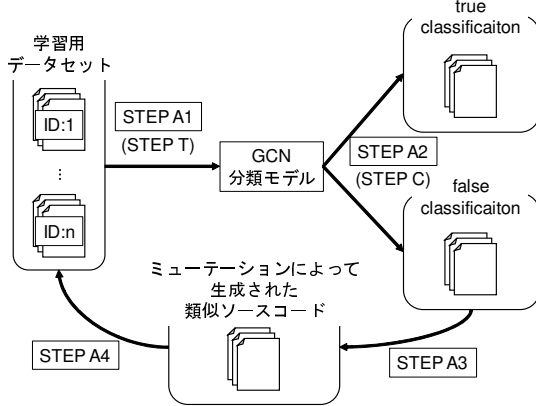 学習用
データセット
ID:1
⋮
ID:n
STEP A1
(STEP T)
GCN
分類モデル
STEP A2
(STEP C)
true
classificaiton
false
classificaiton
ミューテーションによって
生成された
類似ソースコード
STEP A3
STEP A4